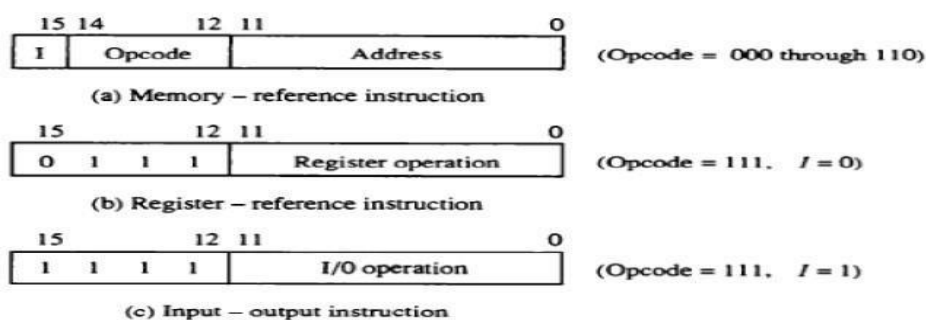 15 14 12 11 0
I Opcode Address (Opcode = 000 through 110)
(a) Memory – reference instruction
15 12 11 0
0 1 1 1 Register operation (Opcode = 111, I = 0)
(b) Register – reference instruction
15 12 11 0
1 1 1 1 I/0 operation (Opcode = 111, I = 1)
(c) Input – output instruction